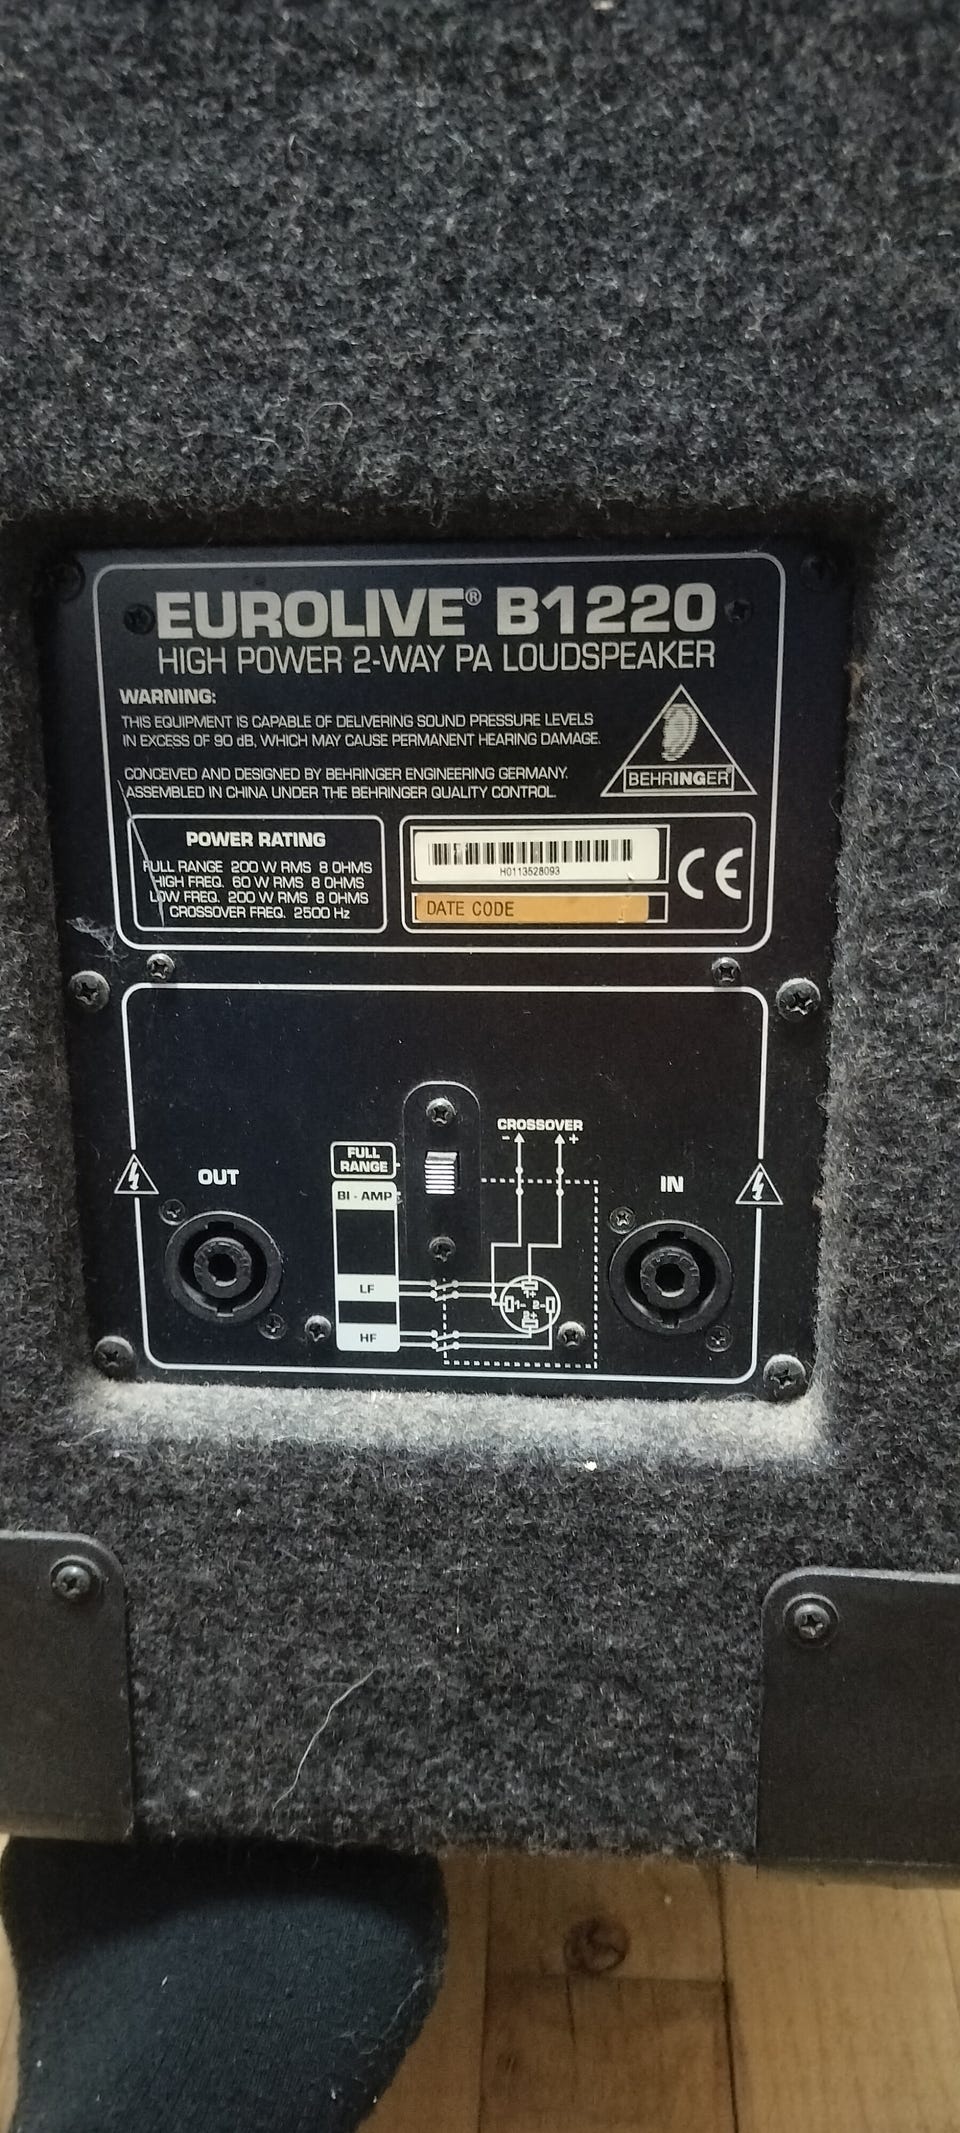 EUROLIVE® B1220
HIGH POWER 2-WAY PA LOUDSPEAKER
WARNING:
THIS EQUIPMENT IS CAPABLE OF DELIVERING SOUND PRESSURE LEVELS
IN EXCESS OF 90 dB, WHICH MAY CAUSE PERMANENT HEARING DAMAGE.
CONCEIVED AND DESIGNED BY BEHRINGER ENGINEERING GERMANY.
ASSEMBLED IN CHINA UNDER THE BEHRINGER QUALITY CONTROL.
BEHRINGER
POWER RATING
FULL RANGE 200 W RMS 8 OHMS
HIGH FREQ. 60 W RMS 8 OHMS
LOW FREQ. 200 W RMS 8 OHMS
CROSSOVER FREQ. 2500 Hz
H0113528093
DATE CODE
CE
CROSSOVER
- +
FULL
RANGE
BI - AMP
OUT
IN
LF
HF
1+
1- 2-
2+